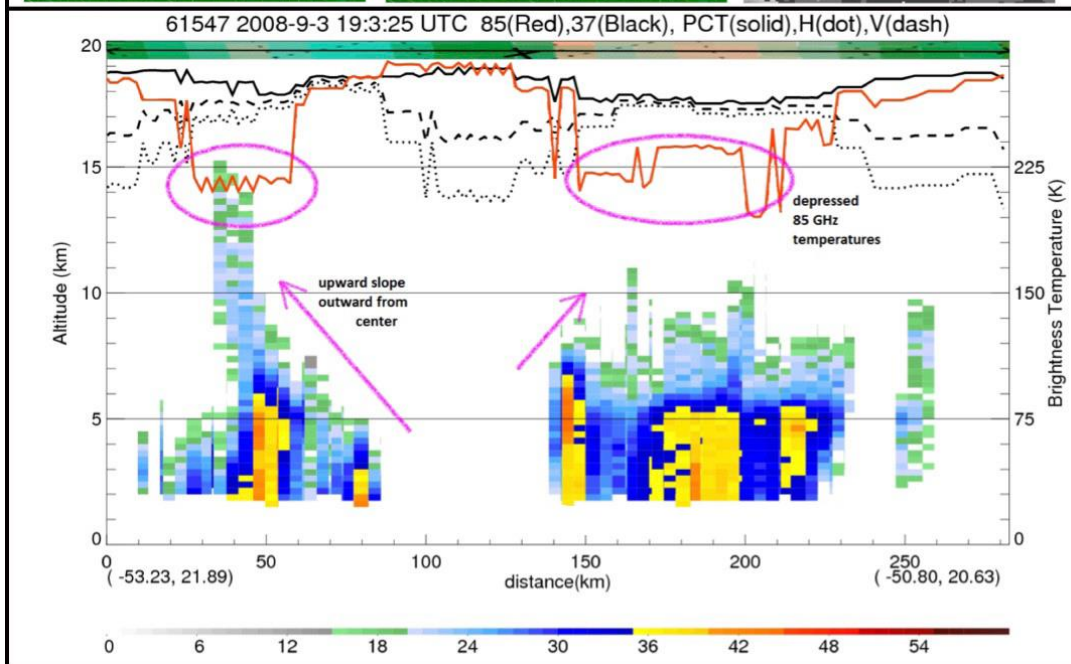 61547 2008-9-3 19:3:25 UTC 85(Red),37(Black), PCT(solid),H(dot),V(dash)
20
15
10
5
0
Altitude (km)
225
150
75
0
Brightness Temperature (K)
depressed
85 GHz
temperatures
upward slope
outward from
center
0 50 100 150 200 250
( -53.23, 21.89)
distance(km)
( -50.80, 20.63)
0 6 12 18 24 30 36 42 48 54